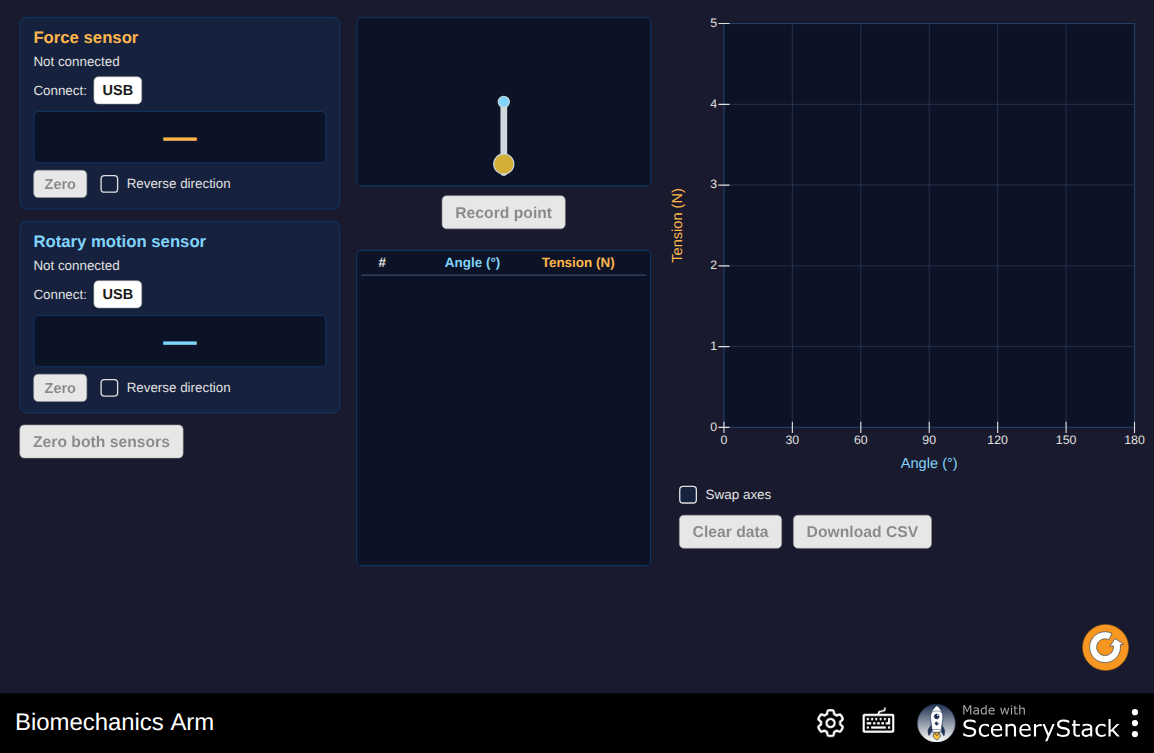 Force sensor
Not connected
Connect: USB
Zero
Reverse direction
Rotary motion sensor
Not connected
Connect: USB
Zero
Reverse direction
Zero both sensors
Record point
# Angle (°) Tension (N)
5
4
3
2
1
0
Tension (N)
0 30 60 90 120 150 180
Angle (°)
Swap axes
Clear data
Download CSV
Biomechanics Arm
Made with
SceneryStack